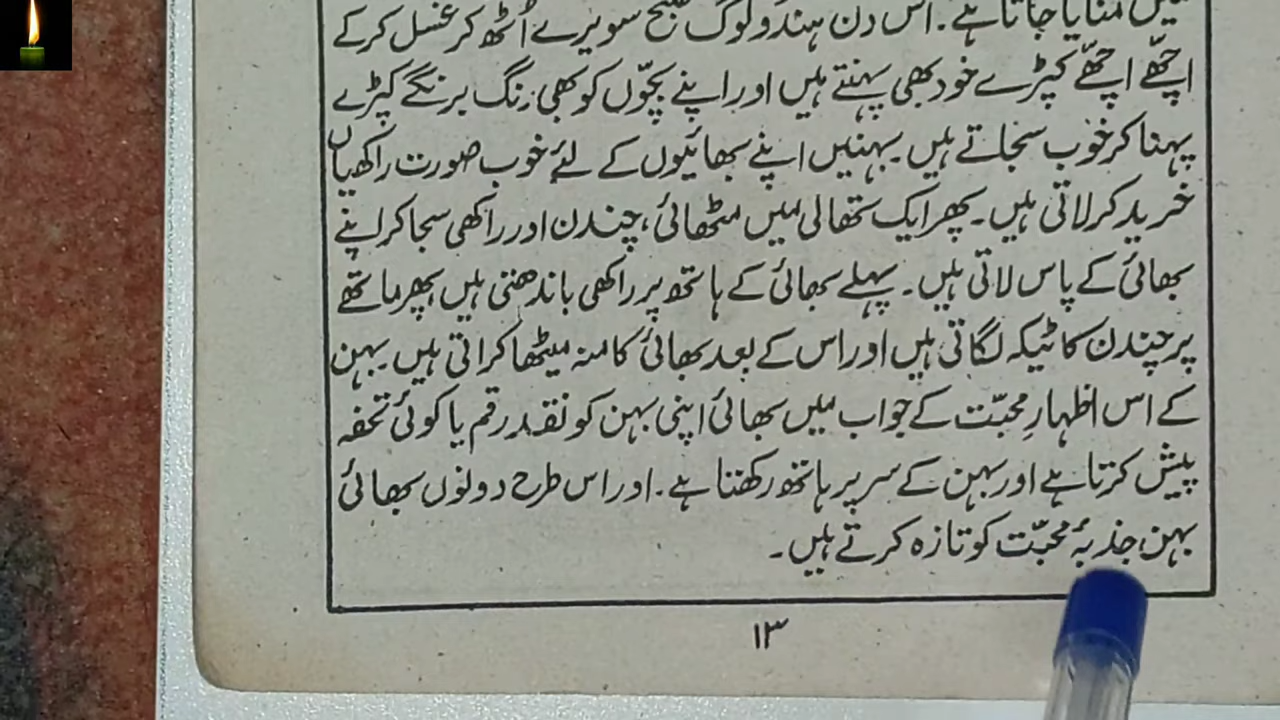 میں منایا جاتا ہے۔ اس دن ہندو لوگ صبح سویرے اُٹھ کر غسل کر کے
اچھّے اچھّے کپڑے خود بھی پہنتے ہیں اور اپنے بچّوں کو بھی رنگ برنگے کپڑے
پہنا کر خوب سجاتے ہیں۔ بہنیں اپنے بھائیوں کے لئے خوب صورت راکھیاں
خرید کر لاتی ہیں۔ پھر ایک تھالی میں مٹھائی، چندن اور راکھی سجا کر اپنے
بھائی کے پاس لاتی ہیں۔ پہلے بھائی کے ہاتھ پر راکھی باندھتی ہیں پھر ماتھے
پر چندن کا ٹیکہ لگاتی ہیں اور اس کے بعد بھائی کا منہ میٹھا کراتی ہیں۔ بہن
کے اس اظہارِ محبّت کے جواب میں بھائی اپنی بہن کو نقد رقم یا کوئی تحفہ
پیش کرتا ہے اور بہن کے سر پر ہاتھ رکھتا ہے۔ اور اس طرح دونوں بھائی
بہن جذبۂ محبّت کو تازہ کرتے ہیں۔
۱۳